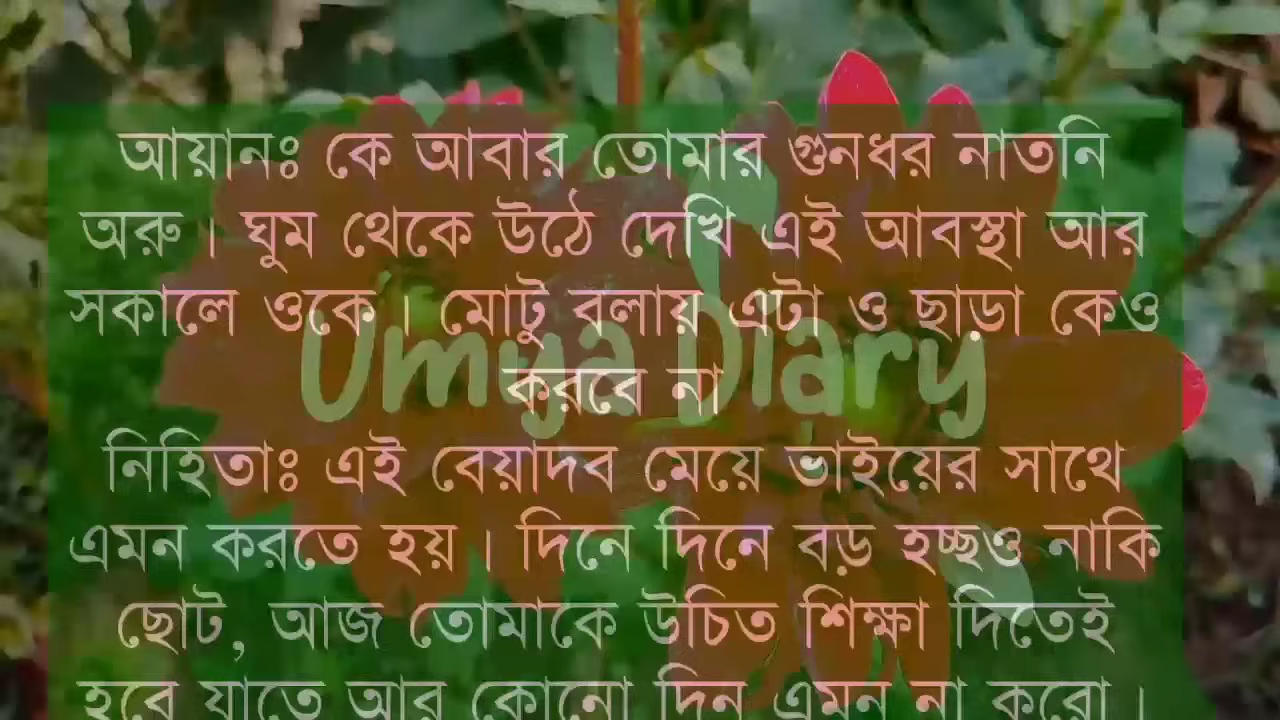 আয়ানঃ কে আবার তোমার গুনধর নাতনি
অরু। ঘুম থেকে উঠে দেখি এই আবস্থা আর
সকালে ওকে। মোটু বলায় এটা ও ছাড়া কেও
করবে না
Umya Diary
নিহিতাঃ এই বেয়াদব মেয়ে ভাইয়ের সাথে
এমন করতে হয়। দিনে দিনে বড় হচ্ছও নাকি
ছোট, আজ তোমাকে উচিত শিক্ষা দিতেই
হবে যাতে আর কোনো দিন এমন না করো।